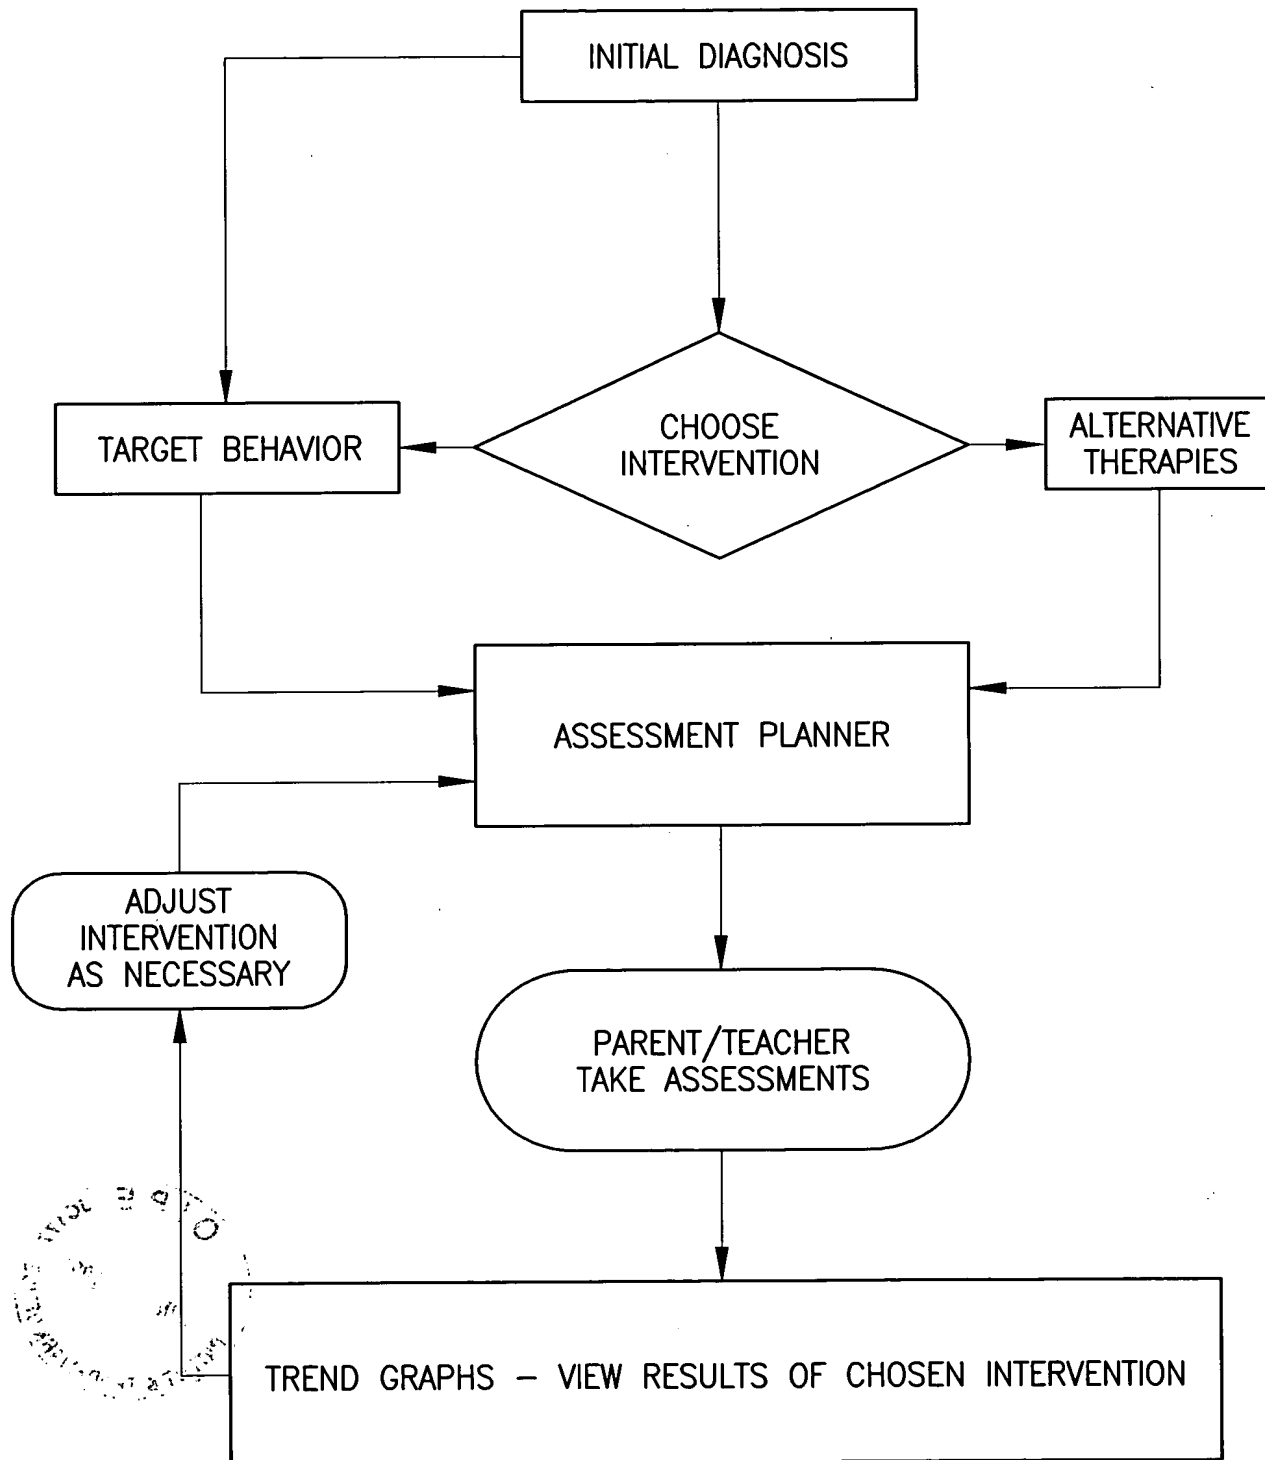 INITIAL DIAGNOSIS
TARGET BEHAVIOR
CHOOSE
INTERVENTION
ALTERNATIVE
THERAPIES
ASSESSMENT PLANNER
ADJUST
INTERVENTION
AS NECESSARY
PARENT/TEACHER
TAKE ASSESSMENTS
TREND GRAPHS – VIEW RESULTS OF CHOSEN INTERVENTION